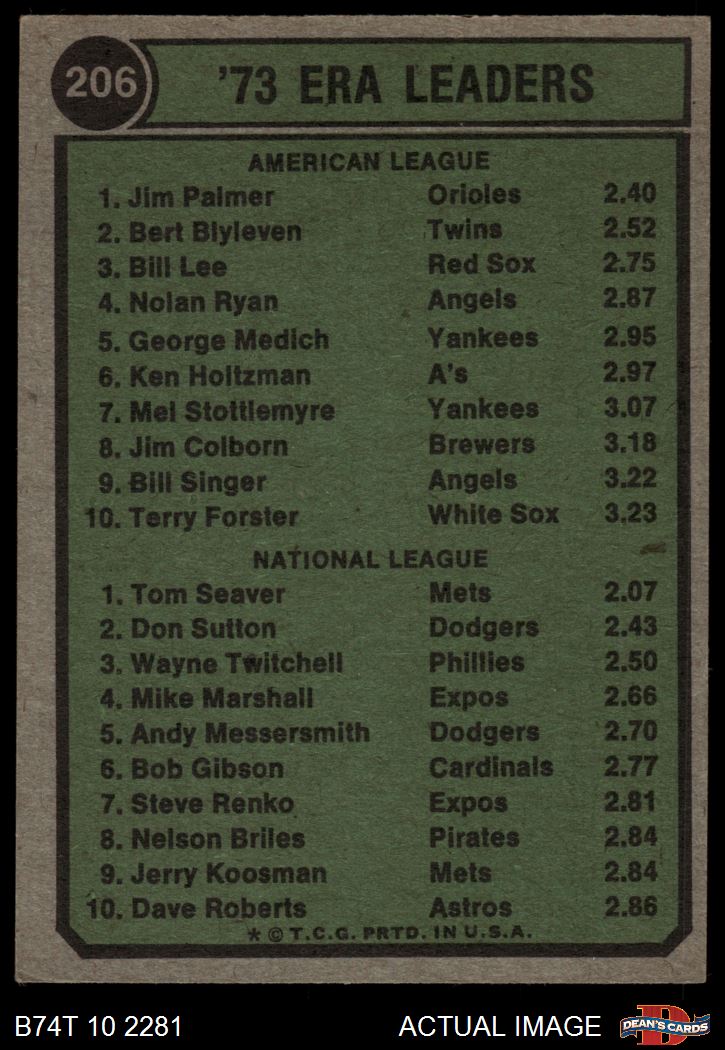 206 '73 ERA LEADERS
AMERICAN LEAGUE
1. Jim Palmer Orioles 2.40
2. Bert Blyleven Twins 2.52
3. Bill Lee Red Sox 2.75
4. Nolan Ryan Angels 2.87
5. George Medich Yankees 2.95
6. Ken Holtzman A's 2.97
7. Mel Stottlemyre Yankees 3.07
8. Jim Colborn Brewers 3.18
9. Bill Singer Angels 3.22
10. Terry Forster White Sox 3.23
NATIONAL LEAGUE
1. Tom Seaver Mets 2.07
2. Don Sutton Dodgers 2.43
3. Wayne Twitchell Phillies 2.50
4. Mike Marshall Expos 2.66
5. Andy Messersmith Dodgers 2.70
6. Bob Gibson Cardinals 2.77
7. Steve Renko Expos 2.81
8. Nelson Briles Pirates 2.84
9. Jerry Koosman Mets 2.84
10. Dave Roberts Astros 2.86
* © T.C.G. PRTD. IN U.S.A.
B74T 10 2281 ACTUAL IMAGE D DEAN'S CARDS